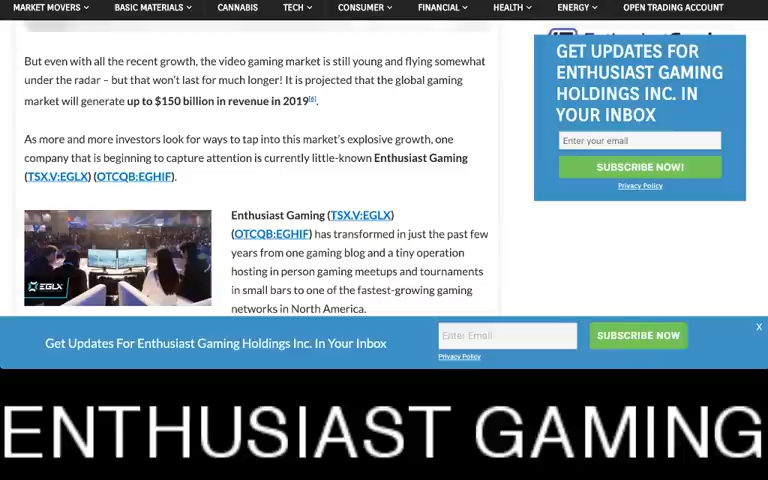 MARKET MOVERS BASIC MATERIALS CANNABIS TECH CONSUMER FINANCIAL HEALTH ENERGY OPEN TRADING ACCOUNT
But even with all the recent growth, the video gaming market is still young and flying somewhat
under the radar – but that won't last for much longer! It is projected that the global gaming
market will generate up to $150 billion in revenue in 2019[6].
As more and more investors look for ways to tap into this market's explosive growth, one
company that is beginning to capture attention is currently little-known Enthusiast Gaming
(TSX.V:EGLX) (OTCQB:EGHIF).
EGLX
Enthusiast Gaming (TSX.V:EGLX)
(OTCQB:EGHIF) has transformed in just the past few
years from one gaming blog and a tiny operation
hosting in person gaming meetups and tournaments
in small bars to one of the fastest-growing gaming
networks in North America.
GET UPDATES FOR
ENTHUSIAST GAMING
HOLDINGS INC. IN
YOUR INBOX
Enter your email
SUBSCRIBE NOW!
Privacy Policy
Get Updates For Enthusiast Gaming Holdings Inc. In Your Inbox
Enter Email
SUBSCRIBE NOW
X
Privacy Policy
ENTHUSIAST GAMING